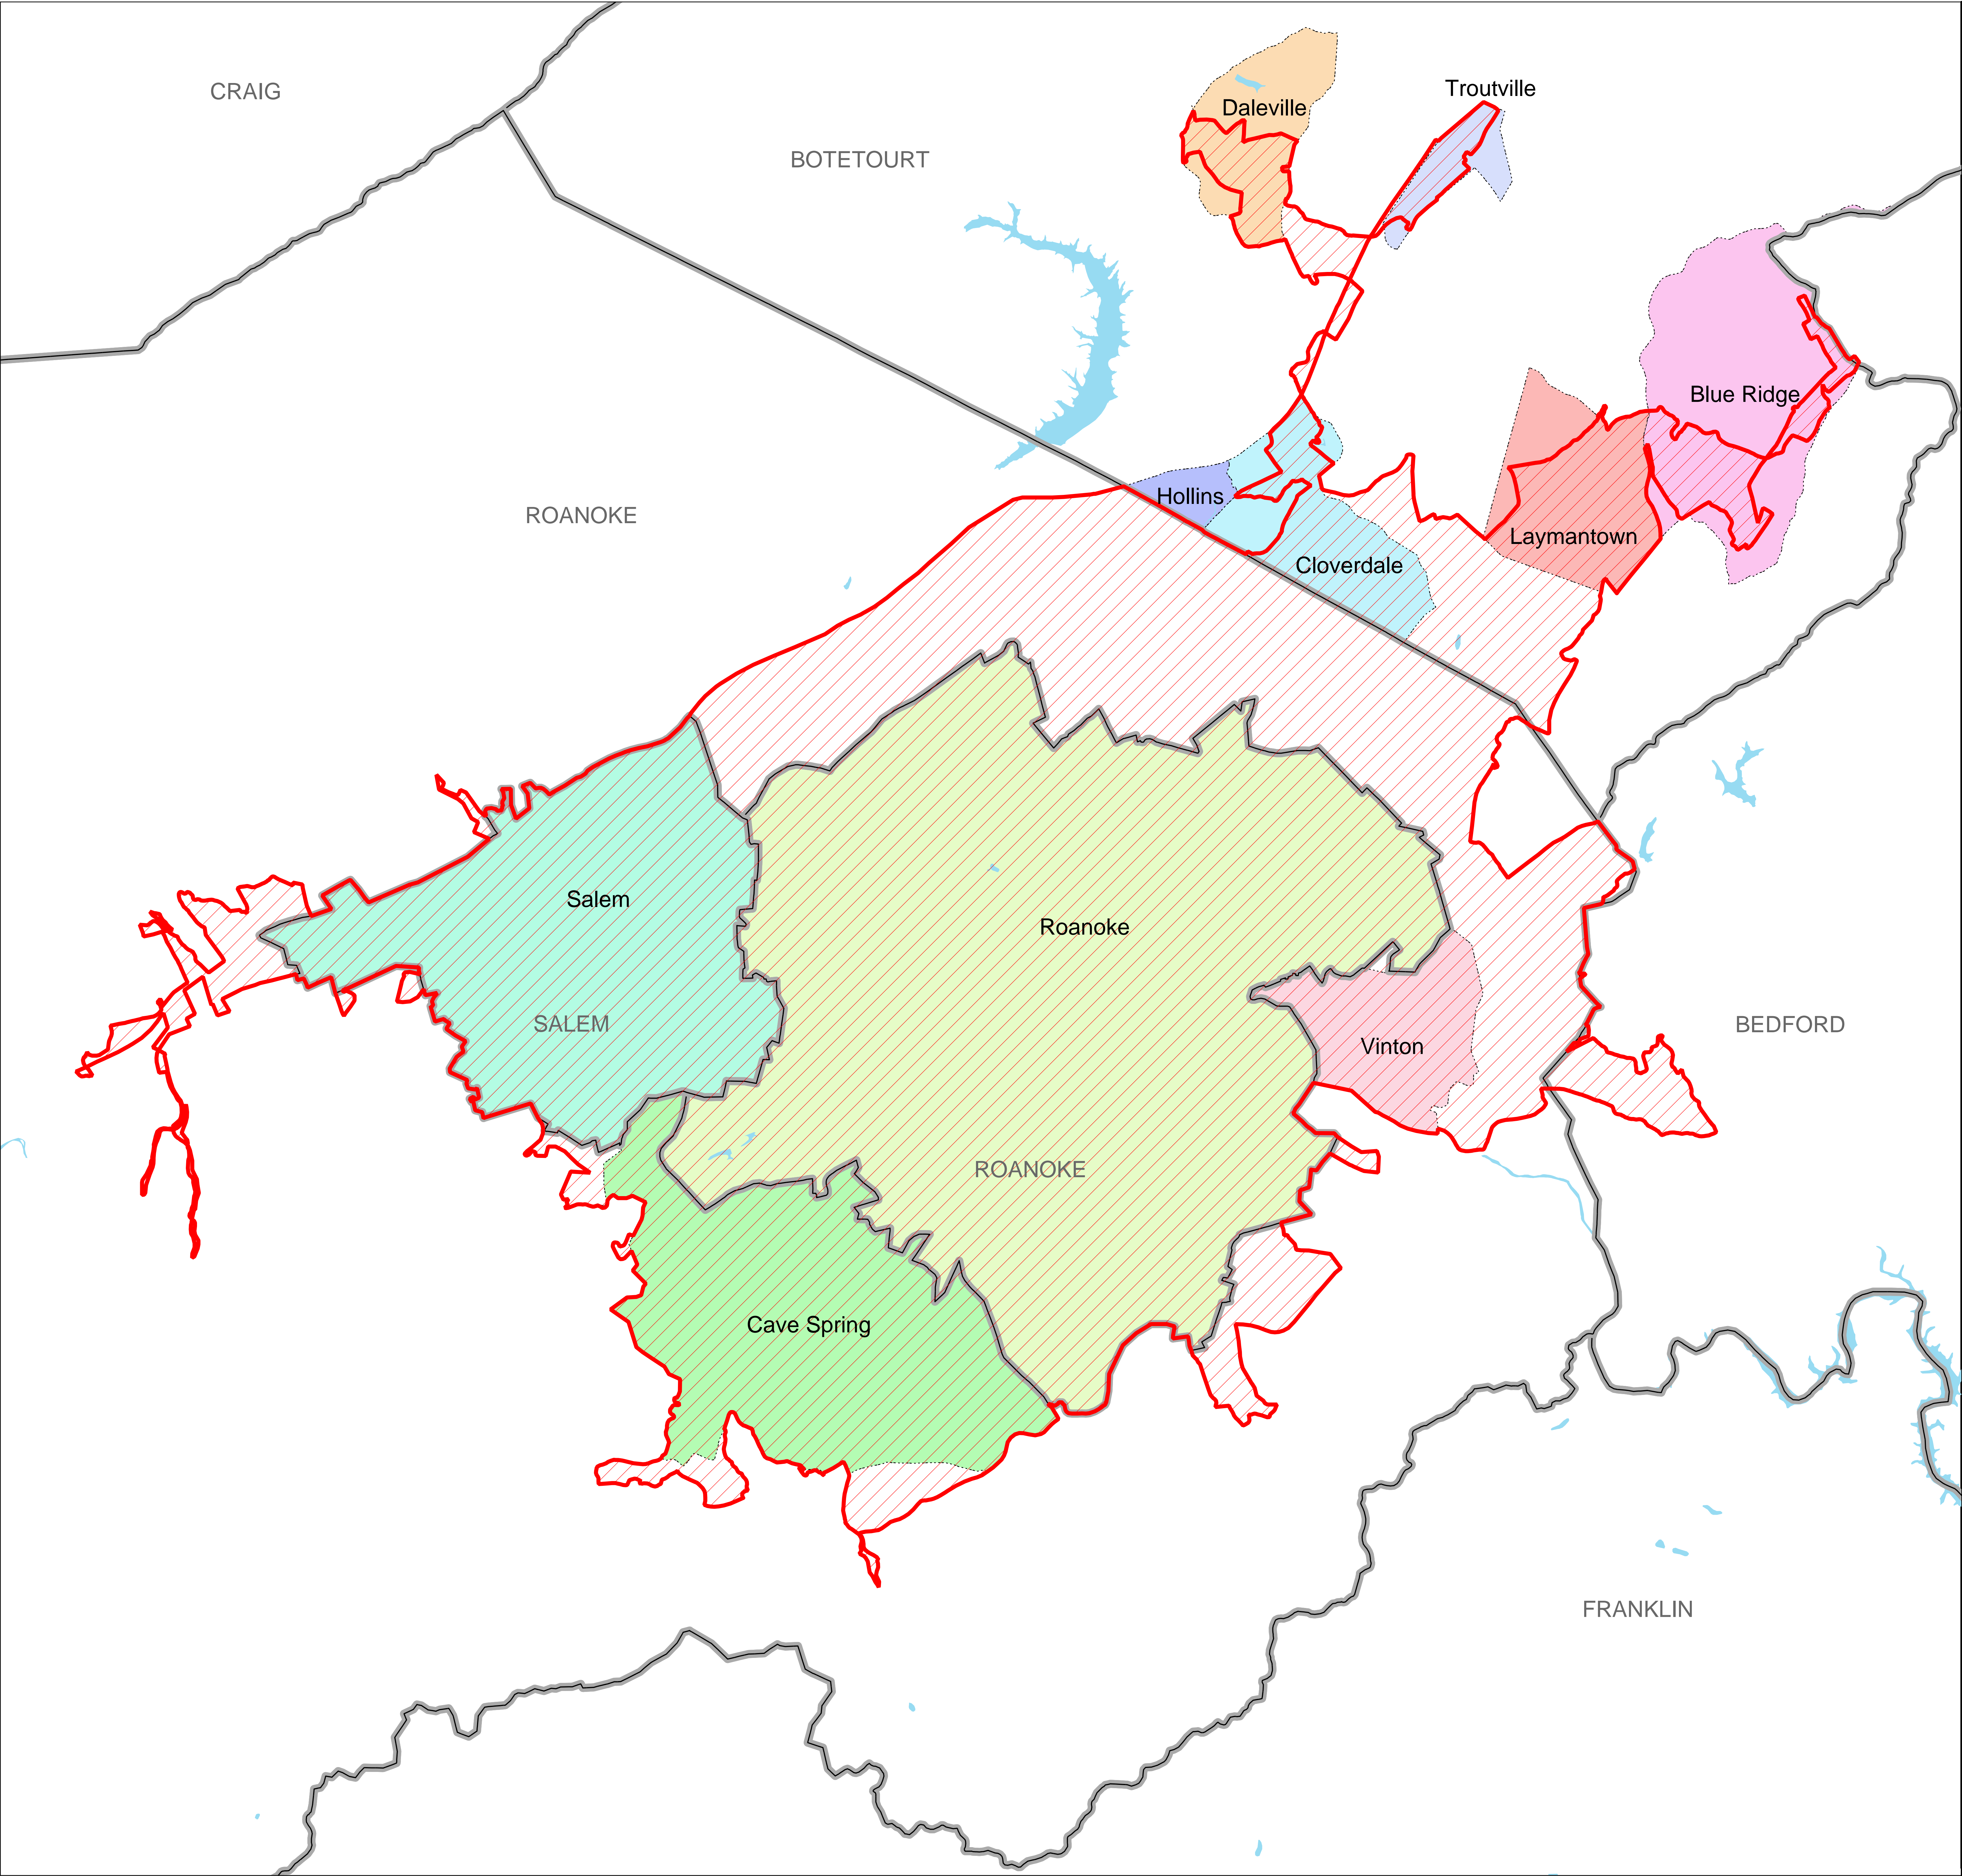 Troutville
CRAIG
Daleville
BOTETOURT
Blue Ridge
Hollins
ROANOKE
Laymantown
Cloverdale
Salem
Roanoke
SALEM
BEDFORD
Vinton
ROANOKE
Cave Spring
FRANKLIN